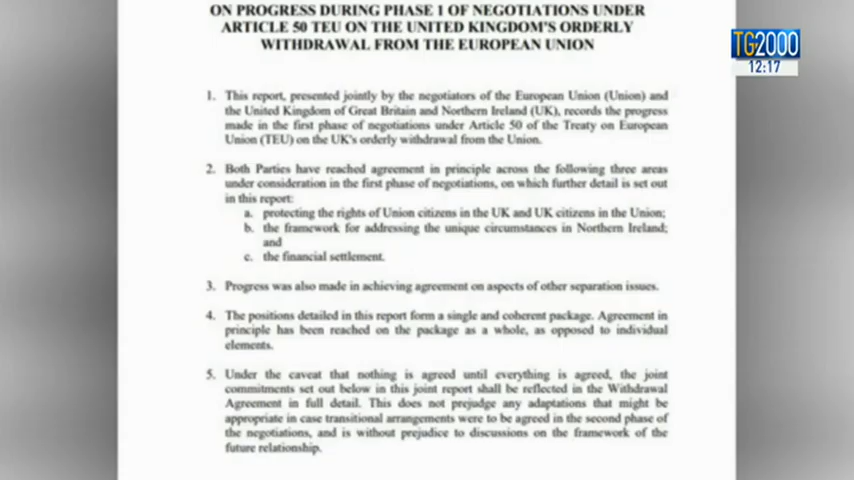 ON PROGRESS DURING PHASE 1 OF NEGOTIATIONS UNDER
ARTICLE 50 TEU ON THE UNITED KINGDOM'S ORDERLY
WITHDRAWAL FROM THE EUROPEAN UNION
TG2000
12:17
1. This report, presented jointly by the negotiators of the European Union (Union) and
the United Kingdom of Great Britain and Northern Ireland (UK), records the progress
made in the first phase of negotiations under Article 50 of the Treaty on European
Union (TEU) on the UK's orderly withdrawal from the Union.
2. Both Parties have reached agreement in principle across the following three areas
under consideration in the first phase of negotiations, on which further detail is set out
in this report:
a. protecting the rights of Union citizens in the UK and UK citizens in the Union;
b. the framework for addressing the unique circumstances in Northern Ireland;
and
c. the financial settlement.
3. Progress was also made in achieving agreement on aspects of other separation issues.
4. The positions detailed in this report form a single and coherent package. Agreement in
principle has been reached on the package as a whole, as opposed to individual
elements.
5. Under the caveat that nothing is agreed until everything is agreed, the joint
commitments set out below in this joint report shall be reflected in the Withdrawal
Agreement in full detail. This does not prejudge any adaptations that might be
appropriate in case transitional arrangements were to be agreed in the second phase of
the negotiations, and is without prejudice to discussions on the framework of the
future relationship.